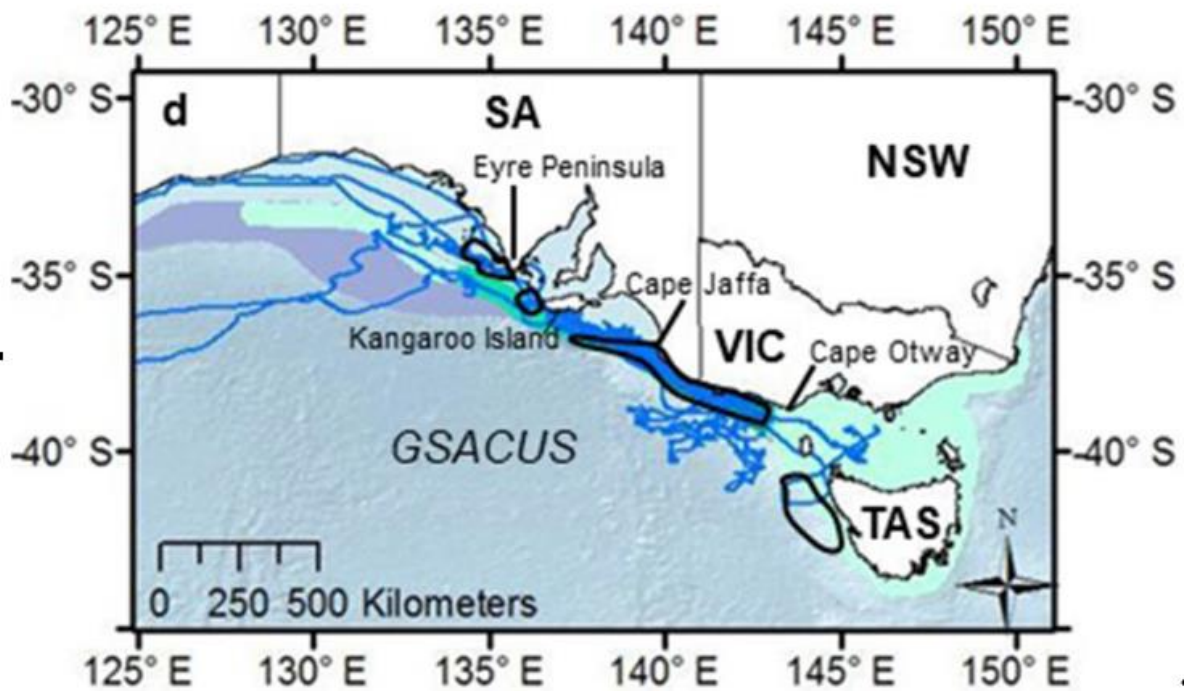 125° E 130° E 135° E 140° E 145° E 150° E
-30° S d SA -30° S
Eyre Peninsula NSW
-35° S -35° S
Cape Jaffa
Kangaroo Island VIC Cape Otway
-40° S GSACUS -40° S
TAS N
0 250 500 Kilometers
125° E 130° E 135° E 140° E 145° E 150° E